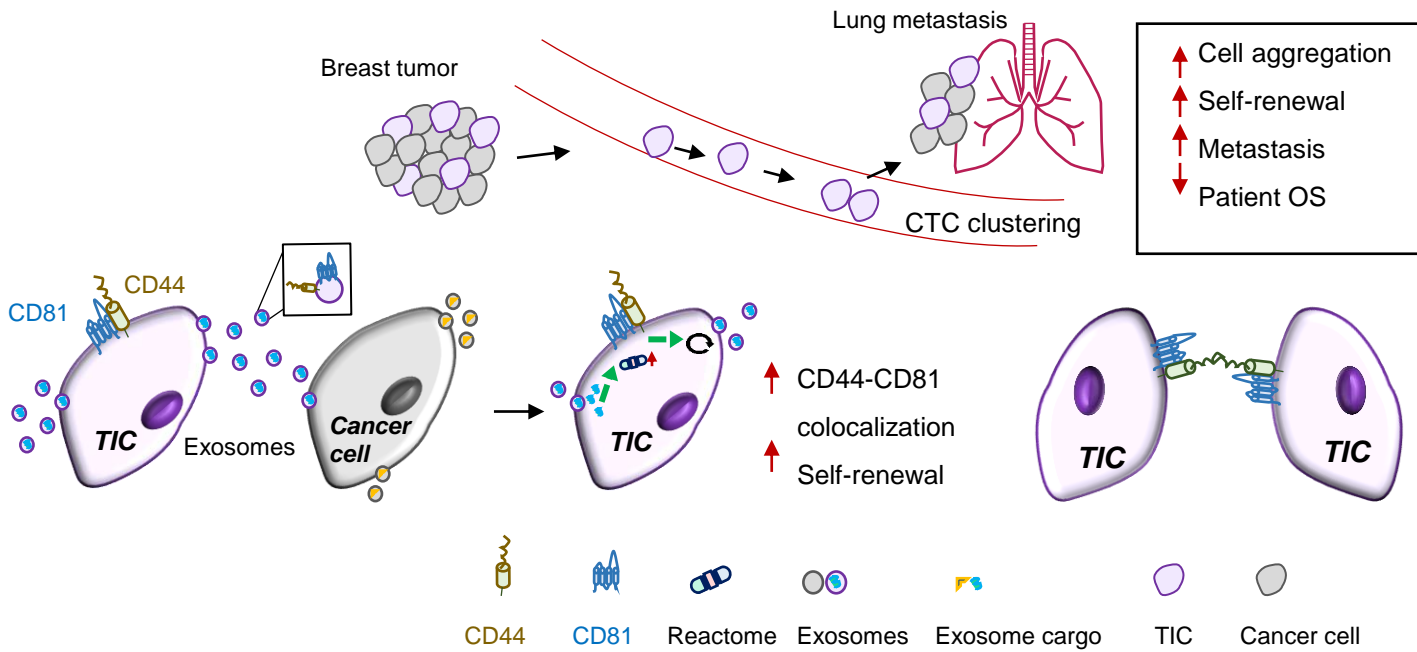 Lung metastasis
Breast tumor
CTC clustering
Cell aggregation
Self-renewal
Metastasis
Patient OS
CD44
CD81
TIC
Exosomes
Cancer
cell
TIC
CD44-CD81
colocalization
Self-renewal
TIC
TIC
CD44
CD81
Reactome
Exosomes
Exosome cargo
TIC
Cancer cell